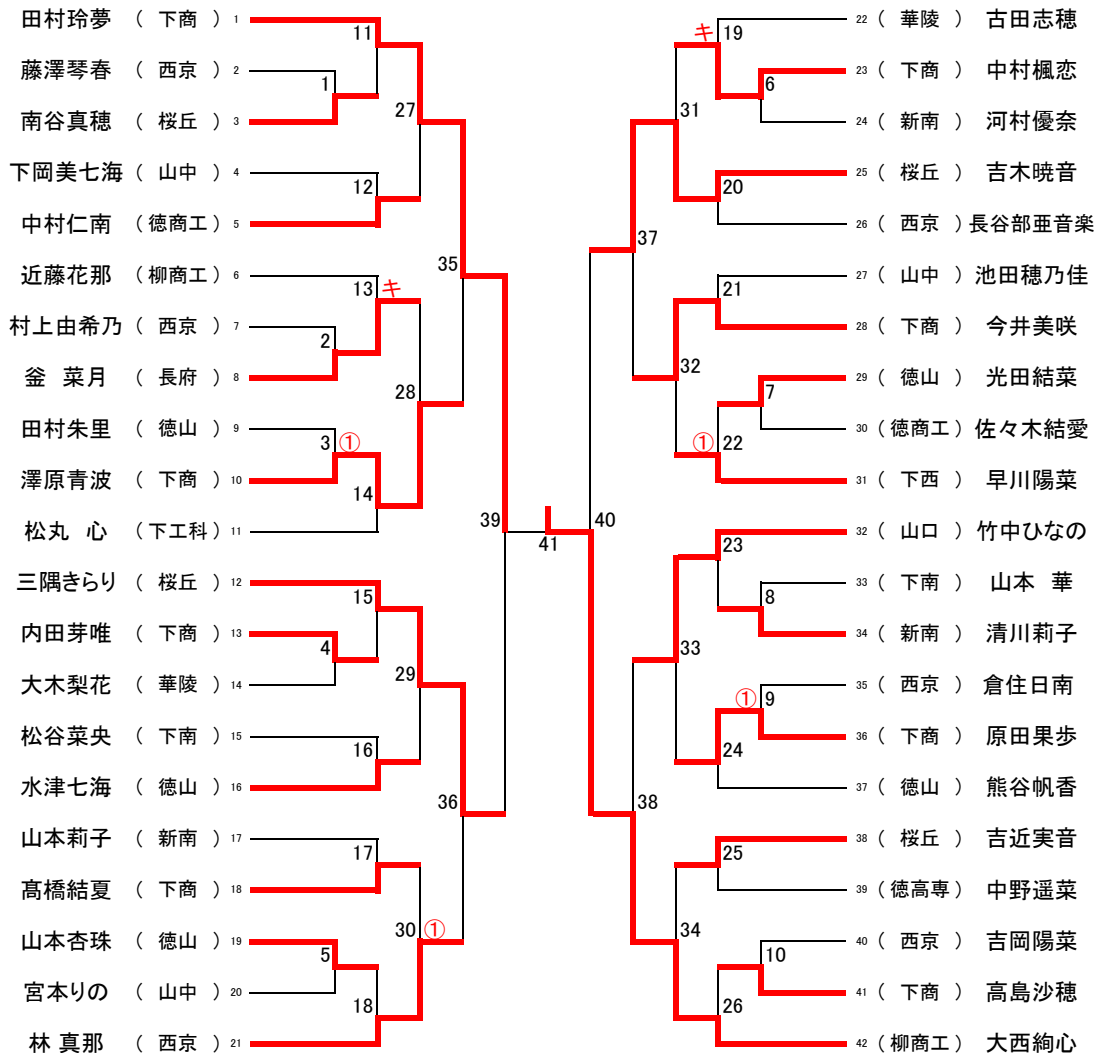 田村玲夢 （ 下商 ） 1
藤澤琴春 （ 西京 ） 2
南谷真穂 （ 桜丘 ） 3
下岡美七海 （ 山中 ） 4
中村仁南 （ 徳商工 ） 5
近藤花那 （ 柳商工 ） 6
村上由希乃 （ 西京 ） 7
釜 菜月 （ 長府 ） 8
田村朱里 （ 徳山 ） 9
澤原青波 （ 下商 ） 10
松丸 心 （ 下工科 ） 11
三隅きらり （ 桜丘 ） 12
内田芽唯 （ 下商 ） 13
大木梨花 （ 華陵 ） 14
松谷菜央 （ 下南 ） 15
水津七海 （ 徳山 ） 16
山本莉子 （ 新南 ） 17
髙橋結夏 （ 下商 ） 18
山本杏珠 （ 徳山 ） 19
宮本りの （ 山中 ） 20
林 真那 （ 西京 ） 21
11
1
27
12
35
13 キ
2
28
3 ①
14
39
15
4
29
16
36
17
30 ①
5
18
41
キ 19
6
31
20
37
21
32
7
① 22
40
23
8
33
① 9
24
38
25
34
10
26
22 （ 華陵 ） 古田志穂
23 （ 下商 ） 中村楓恋
24 （ 新南 ） 河村優奈
25 （ 桜丘 ） 吉木暁音
26 （ 西京 ） 長谷部亜音楽
27 （ 山中 ） 池田穂乃佳
28 （ 下商 ） 今井美咲
29 （ 徳山 ） 光田結菜
30 （ 徳商工 ） 佐々木結愛
31 （ 下西 ） 早川陽菜
32 （ 山口 ） 竹中ひなの
33 （ 下南 ） 山本 華
34 （ 新南 ） 清川莉子
35 （ 西京 ） 倉住日南
36 （ 下商 ） 原田果歩
37 （ 徳山 ） 熊谷帆香
38 （ 桜丘 ） 吉近実音
39 （ 徳高専 ） 中野遥菜
40 （ 西京 ） 吉岡陽菜
41 （ 下商 ） 高島沙穂
42 （ 柳商工 ） 大西絢心